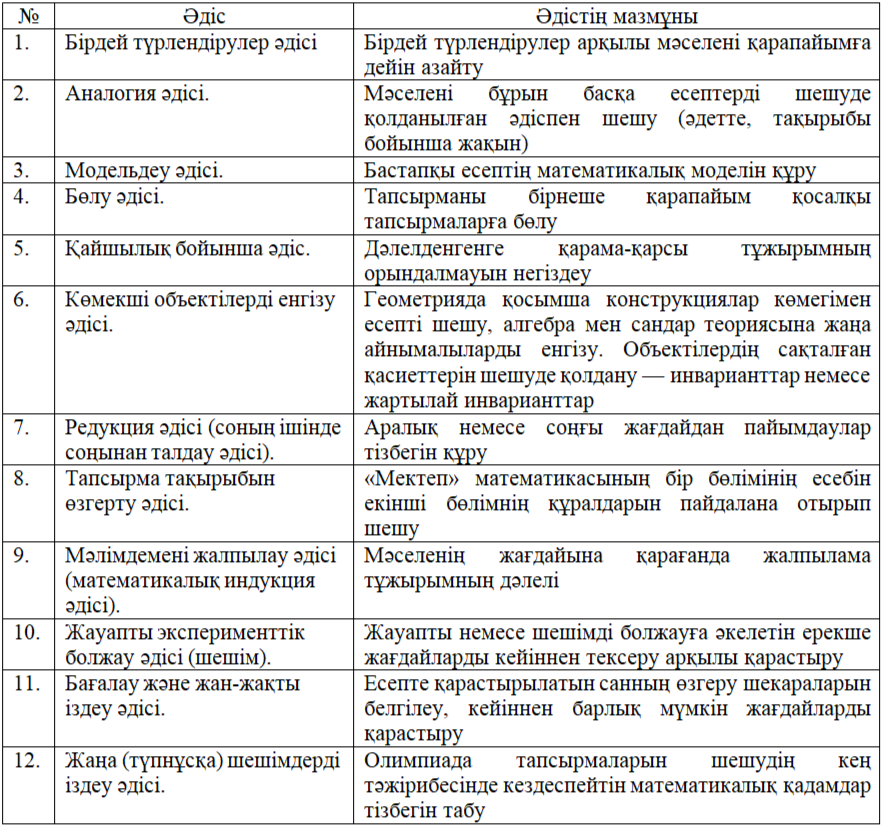 № Әдіс Әдістің мазмұны
1. Бірдей түрлендірулер әдісі Бірдей түрлендірулер арқылы мәселені қарапайымға
дейін азайту
2. Аналогия әдісі. Мәселені бұрын басқа есептерді шешуде
қолданылған әдіспен шешу (әдетте, тақырыбы
бойынша жақын)
3. Модельдеу әдісі. Бастапқы есептің математикалық моделін құру
4. Бөлу әдісі. Тапсырманы бірнеше қарапайым қосалқы
тапсырмаларға бөлу
5. Қайшылық бойынша әдіс. Дәлелденгенге қарама-қарсы тұжырымның
орындалмауын негіздеу
6. Көмекші объектілерді енгізу Геометрияда қосымша конструкциялар көмегімен
әдісі. есепті шешу, алгебра мен сандар теориясына жаңа
айнымалыларды енгізу. Объектілердің сақталған
қасиеттерін шешуде қолдану — инварианттар немесе
жартылай инварианттар
7. Редукция әдісі (соның ішінде Аралық немесе соңғы жағдайдан пайымдаулар
соңынан талдау әдісі). тізбегін құру
8. Тапсырма тақырыбын «Мектеп» математикасының бір бөлімінің есебін
өзгерту әдісі. екінші бөлімнің құралдарын пайдалана отырып
шешу
9. Мәлімдемені жалпылау әдісі Мәселенің жағдайына қарағанда жалпылама
(математикалық индукция тұжырымның дәлелі
әдісі).
10. Жауапты эксперименттік Жауапты немесе шешімді болжауға әкелетін ерекше
болжау әдісі (шешім). жағдайларды кейіннен тексеру арқылы қарастыру
11. Бағалау және жан-жақты Есепте қарастырылатын санның өзгеру шекараларын
іздеу әдісі. белгілеу, кейіннен барлық мүмкін жағдайларды
қарастыру
12. Жаңа (түпнұсқа) шешімдерді Олимпиада тапсырмаларын шешудің кең
іздеу әдісі. тәжірибесінде кездеспейтін математикалық қадамдар
тізбегін табу